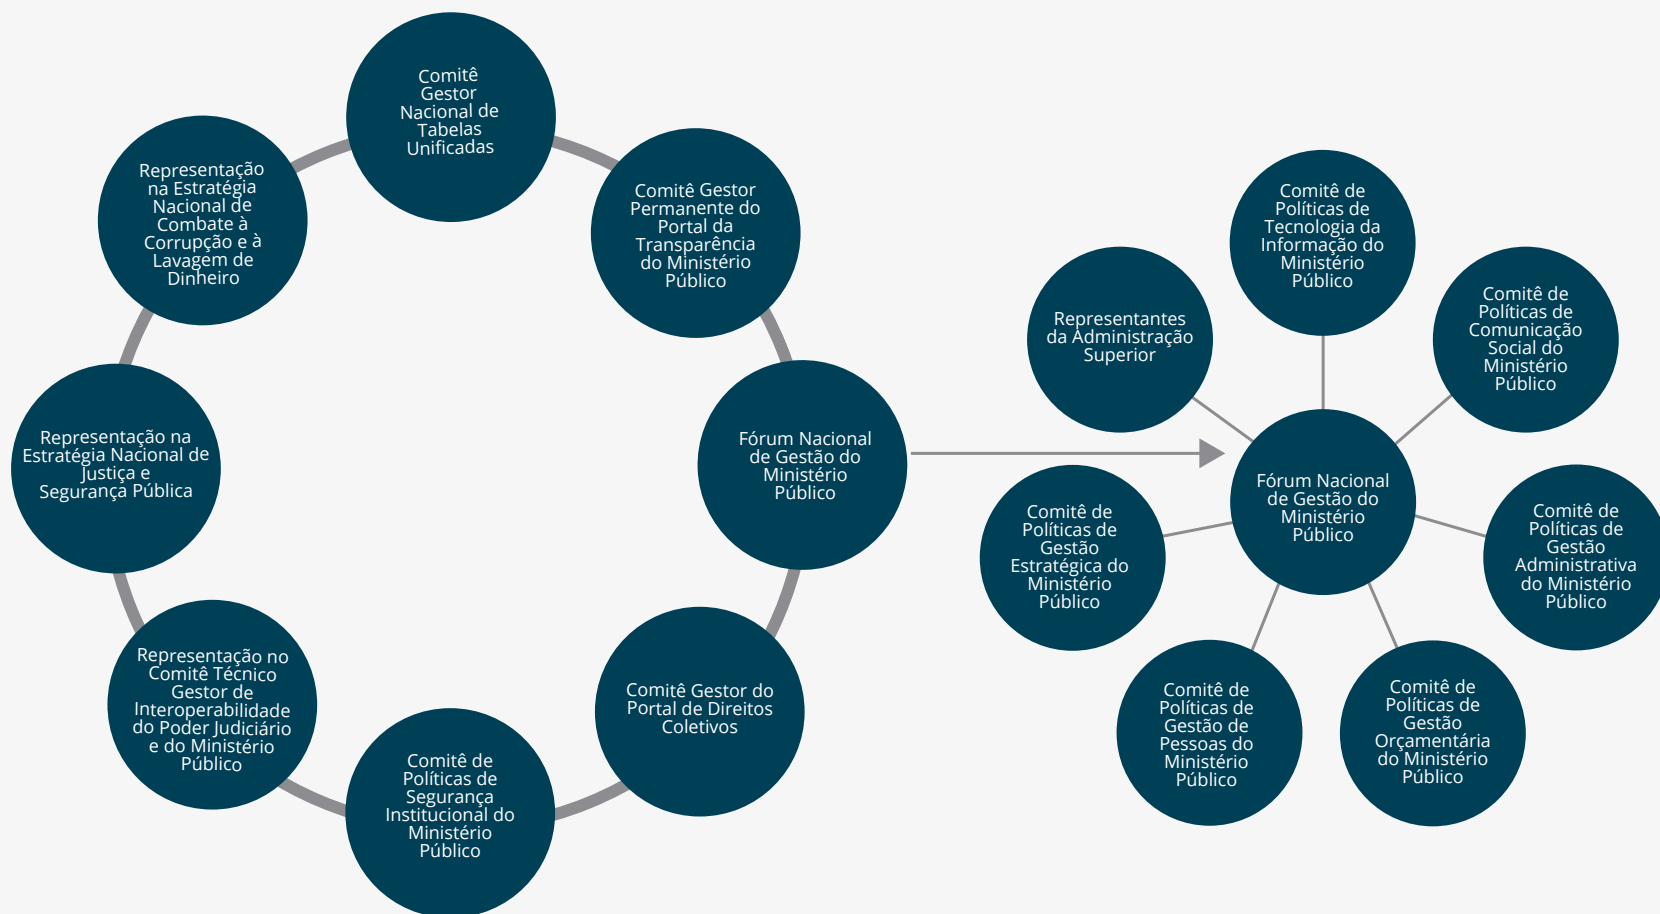 Comitê
Gestor
Nacional de
Tabelas
Unificadas
Comitê Gestor
Permanente do
Portal da
Transparência
do Ministério
Público
Fórum Nacional
de Gestão do
Ministério
Público
Comitê Gestor do
Portal de Direitos
Coletivos
Comitê de
Políticas de
Segurança
Institucional do
Ministério
Público
Representação no
Comitê Técnico
Gestor de
Interoperabilidade
do Poder Judiciário
e do Ministério
Público
Representação na
Estratégia Nacional de
Justiça e
Segurança Pública
Representação
na Estratégia
Nacional de
Combate à
Corrupção e à
Lavagem de
Dinheiro
Fórum Nacional
de Gestão do
Ministério
Público
Comitê de
Políticas de
Tecnologia da
Informação do
Ministério
Público
Comitê de
Políticas de
Comunicação
Social do
Ministério
Público
Comitê de
Políticas de
Gestão
Administrativa
do Ministério
Público
Comitê de
Políticas de
Gestão
Orçamentária
do Ministério
Público
Comitê de
Políticas de
Gestão de
Pessoas do
Ministério
Público
Comitê de
Políticas de
Gestão
Estratégica do
Ministério
Público
Representantes
da Administração
Superior